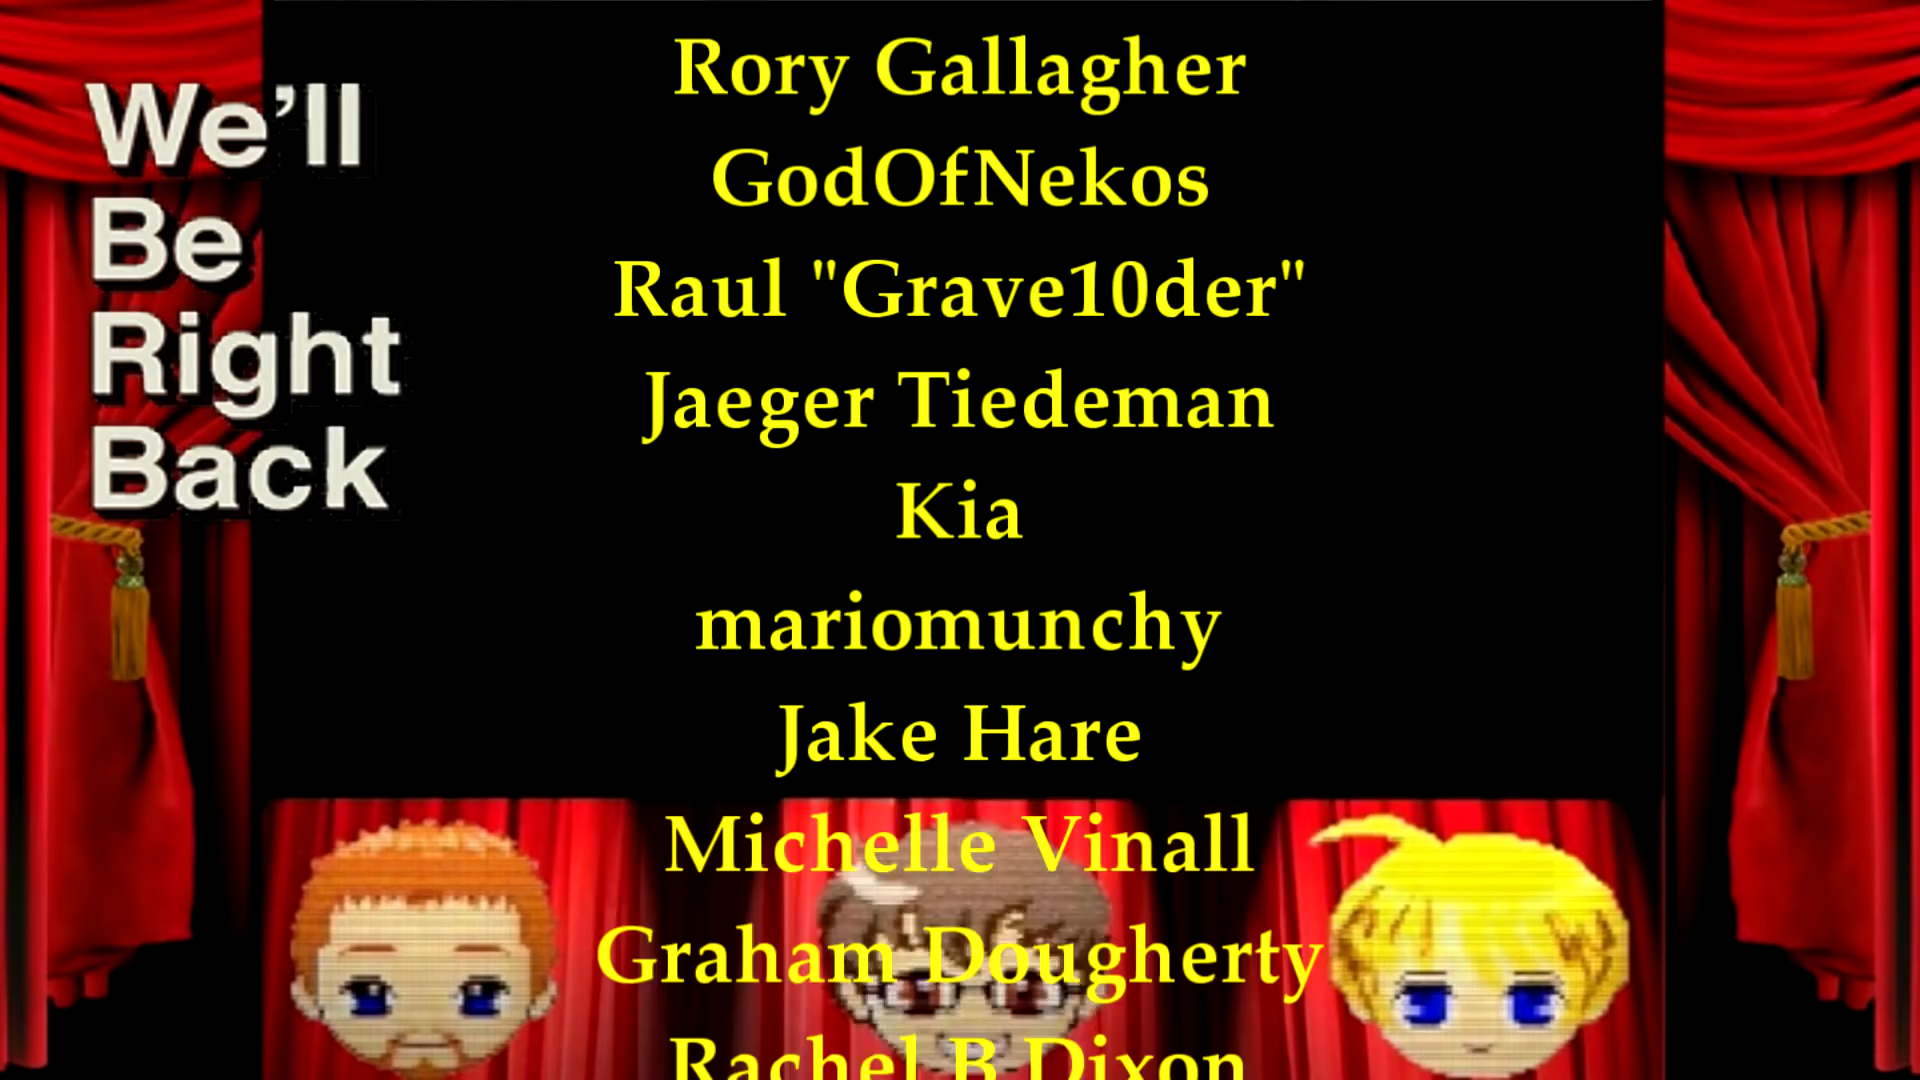 We'll
Be
Right
Back
Rory Gallagher
GodOfNekos
Raul "Grave10der"
Jaeger Tiedeman
Kia
mariomunchy
Jake Hare
Michelle Vinall
Graham Dougherty
Rachel B Dixon